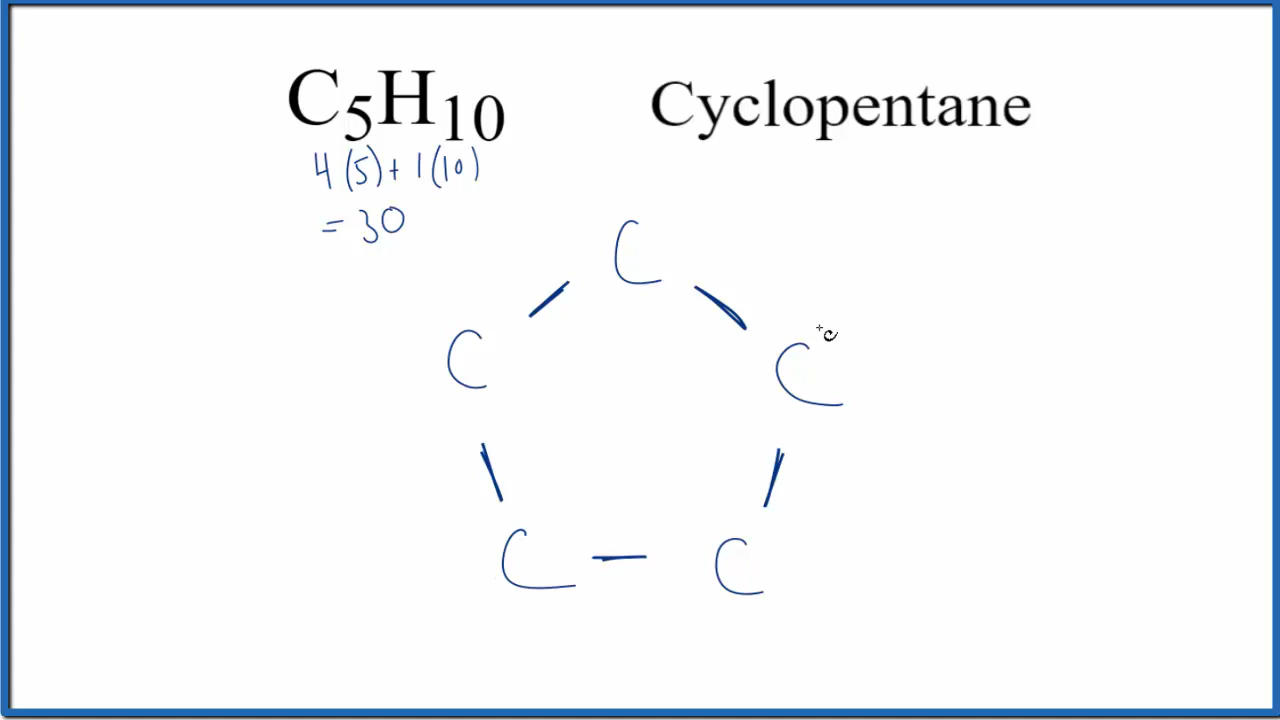 C₅H₁₀ Cyclopentane
4(5)+1(10)
=30
C
C C
C C